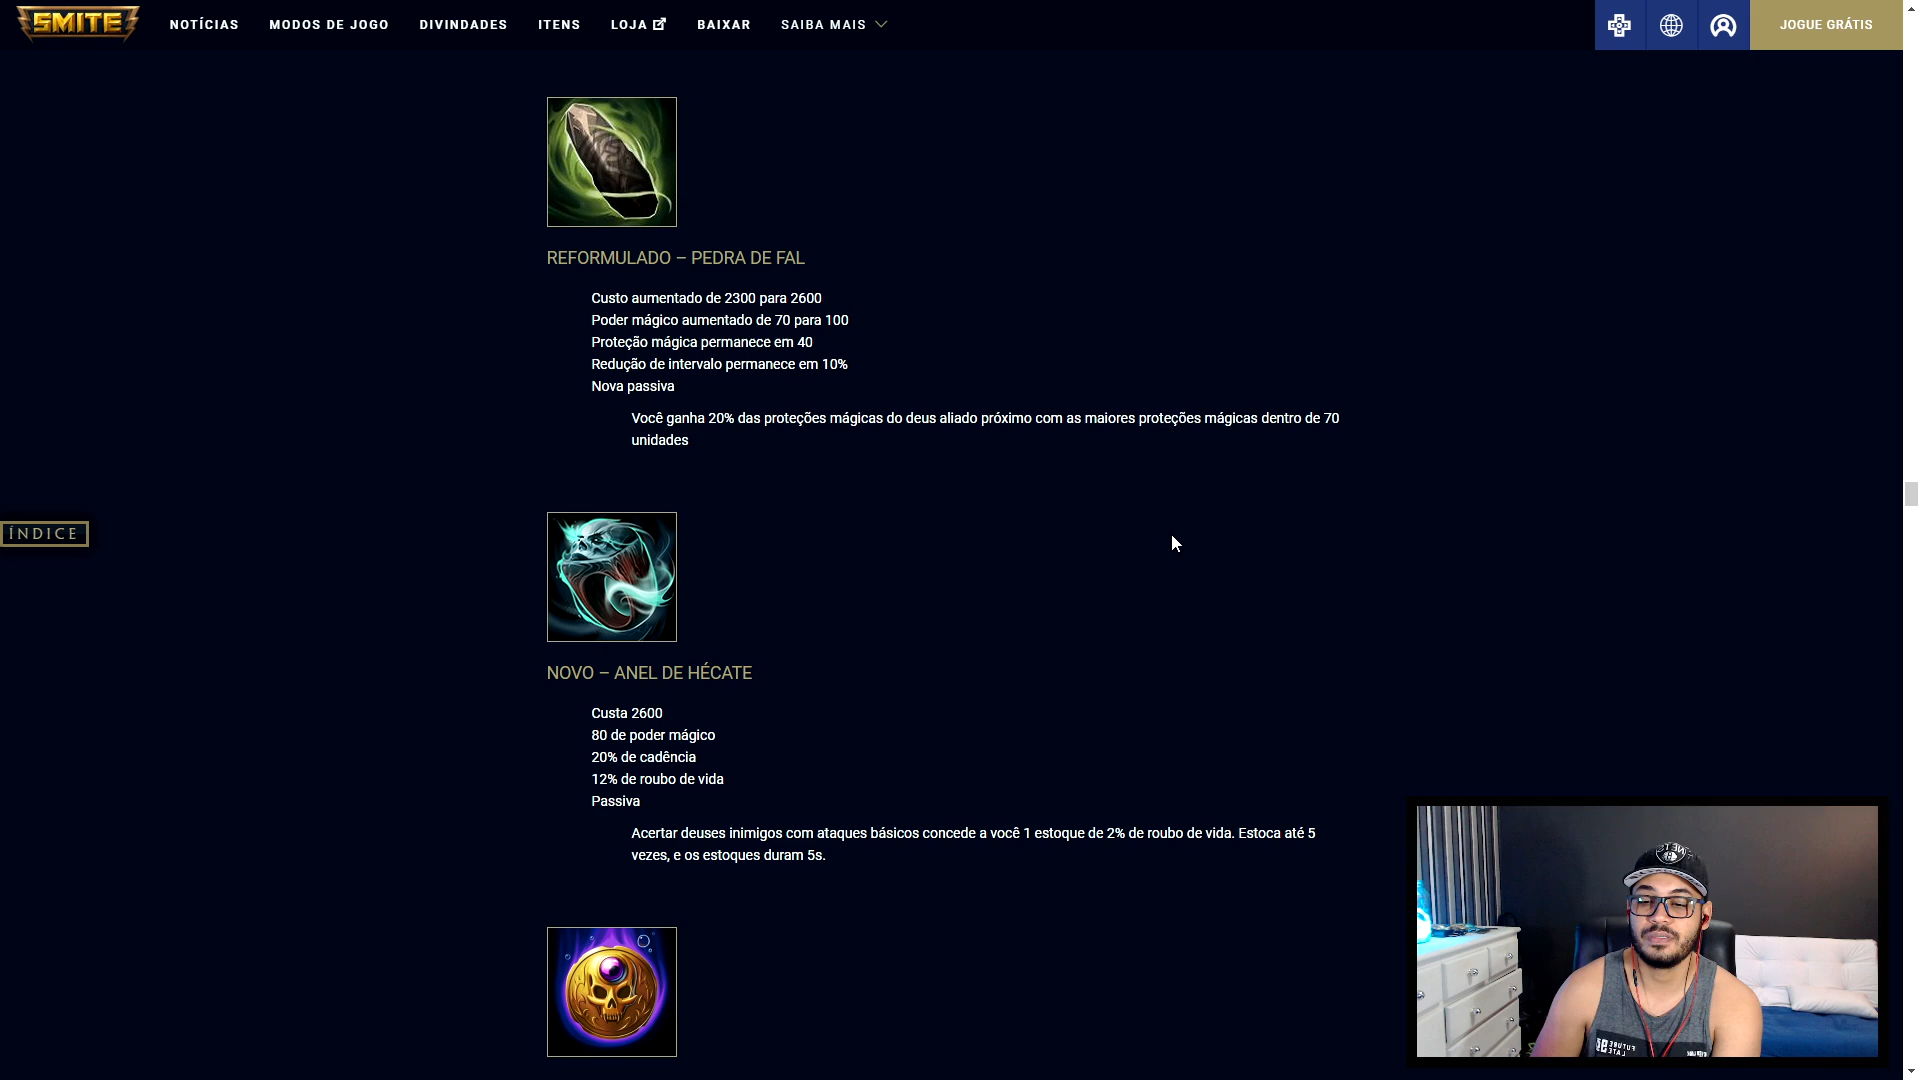 SMITE
NOTÍCIAS
MODOS DE JOGO
DIVINDADES
ITENS
LOJA
BAIXAR
SAIBA MAIS
JOGUE GRÁTIS
REFORMULADO – PEDRA DE FAL
Custo aumentado de 2300 para 2600
Poder mágico aumentado de 70 para 100
Proteção mágica permanece em 40
Redução de intervalo permanece em 10%
Nova passiva
Você ganha 20% das proteções mágicas do deus aliado próximo com as maiores proteções mágicas dentro de 70
unidades
ÍNDICE
NOVO – ANEL DE HÉCATE
Custa 2600
80 de poder mágico
20% de cadência
12% de roubo de vida
Passiva
Acertar deuses inimigos com ataques básicos concede a você 1 estoque de 2% de roubo de vida. Estoca até 5
vezes, e os estoques duram 5s.
NETS